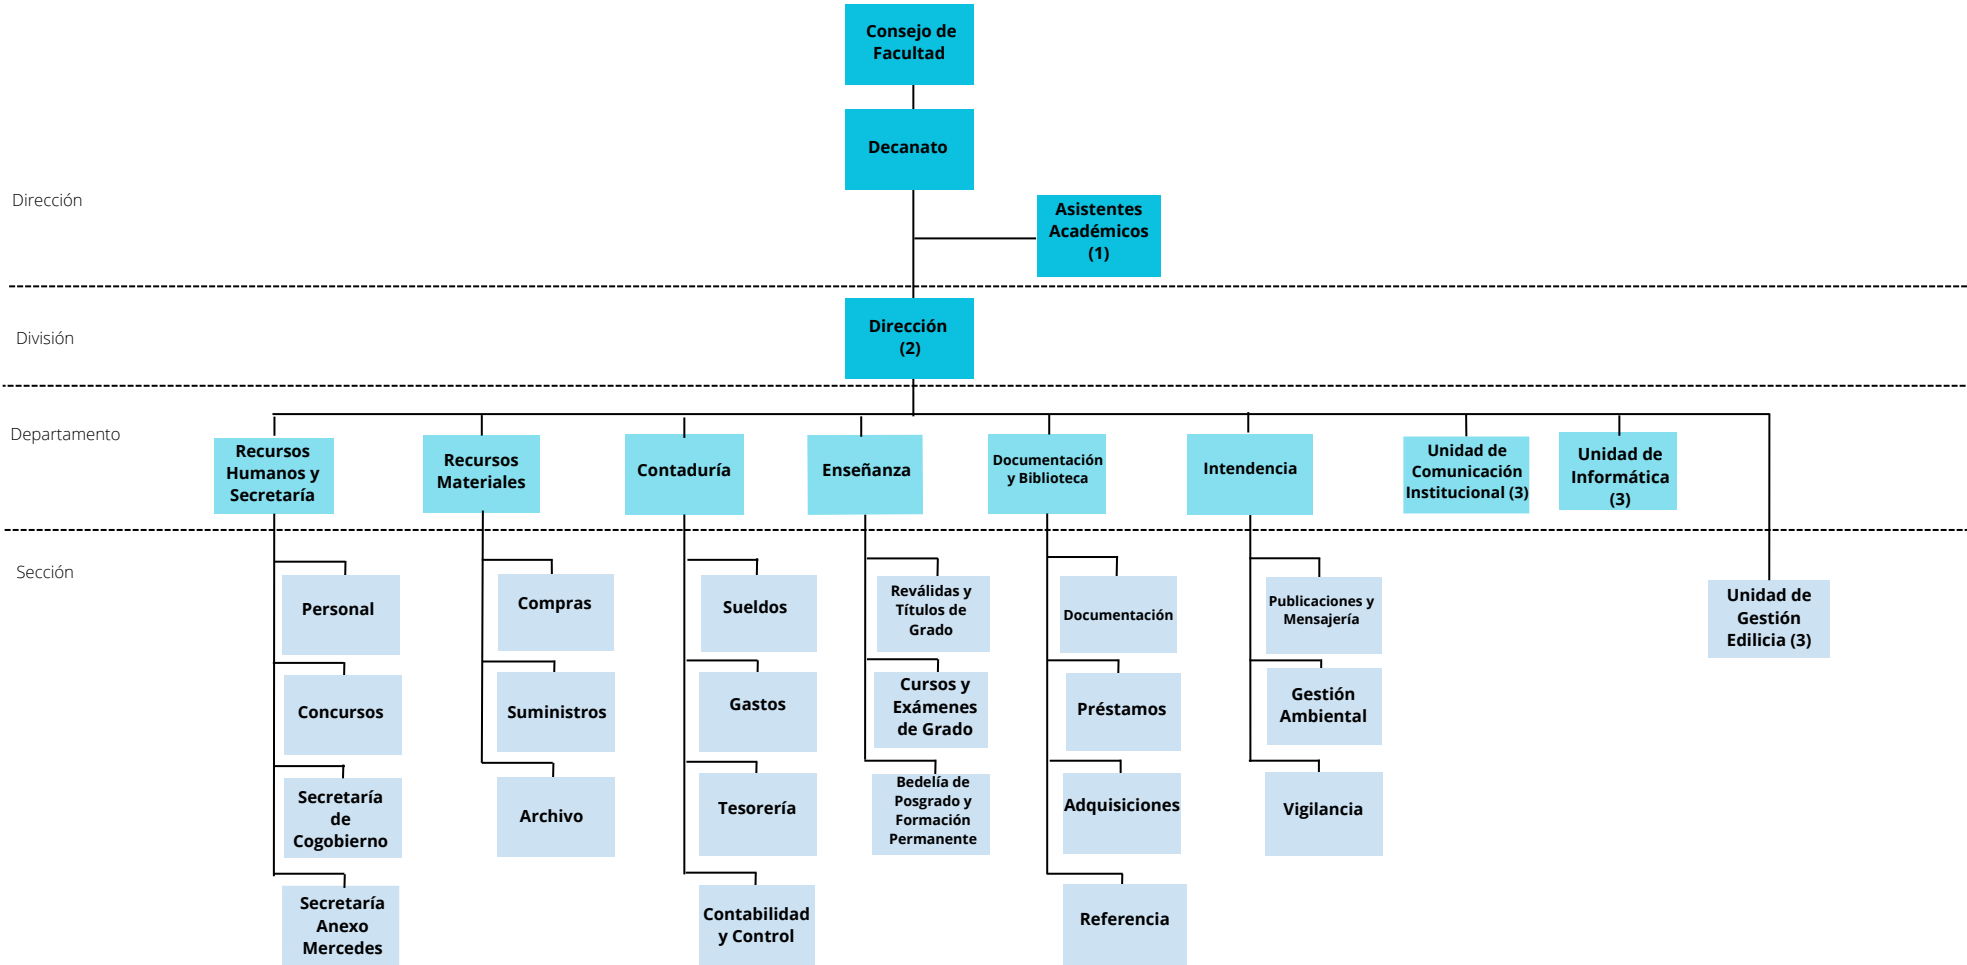 Consejo de
Facultad
Decanato
Dirección
Asistentes
Académicos
(1)
División
Dirección
(2)
Departamento
Recursos
Humanos y
Secretaría
Recursos
Materiales
Contaduría
Enseñanza
Documentación
y Biblioteca
Intendencia
Unidad de
Comunicación
Institucional (3)
Unidad de
Informática
(3)
Sección
Personal
Concursos
Secretaría
de
Cogobierno
Secretaría
Anexo
Mercedes
Compras
Suministros
Archivo
Sueldos
Gastos
Tesorería
Contabilidad
y Control
Reválidas y
Títulos de
Grado
Cursos y
Exámenes
de Grado
Bedelía de
Posgrado y
Formación
Permanente
Documentación
Préstamos
Adquisiciones
Referencia
Publicaciones y
Mensajería
Gestión
Ambiental
Vigilancia
Unidad de
Gestión
Edilicia (3)